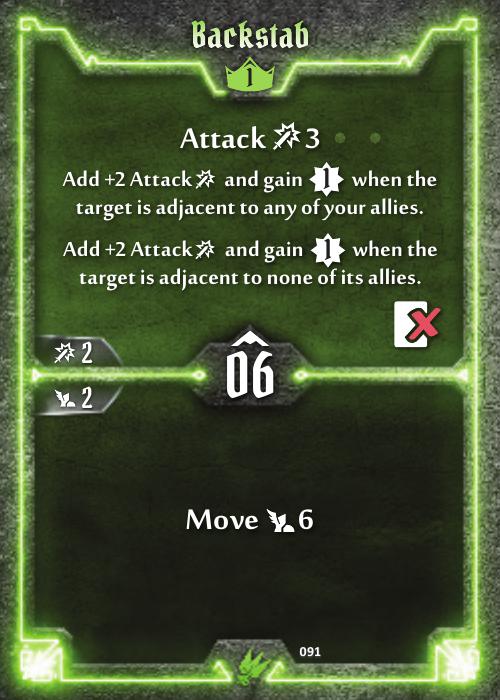 Backstab
1
Attack 3
Add +2 Attack and gain 1 when the
target is adjacent to any of your allies.
Add +2 Attack and gain 1 when the
target is adjacent to none of its allies.
2
06
2
Move 6
091